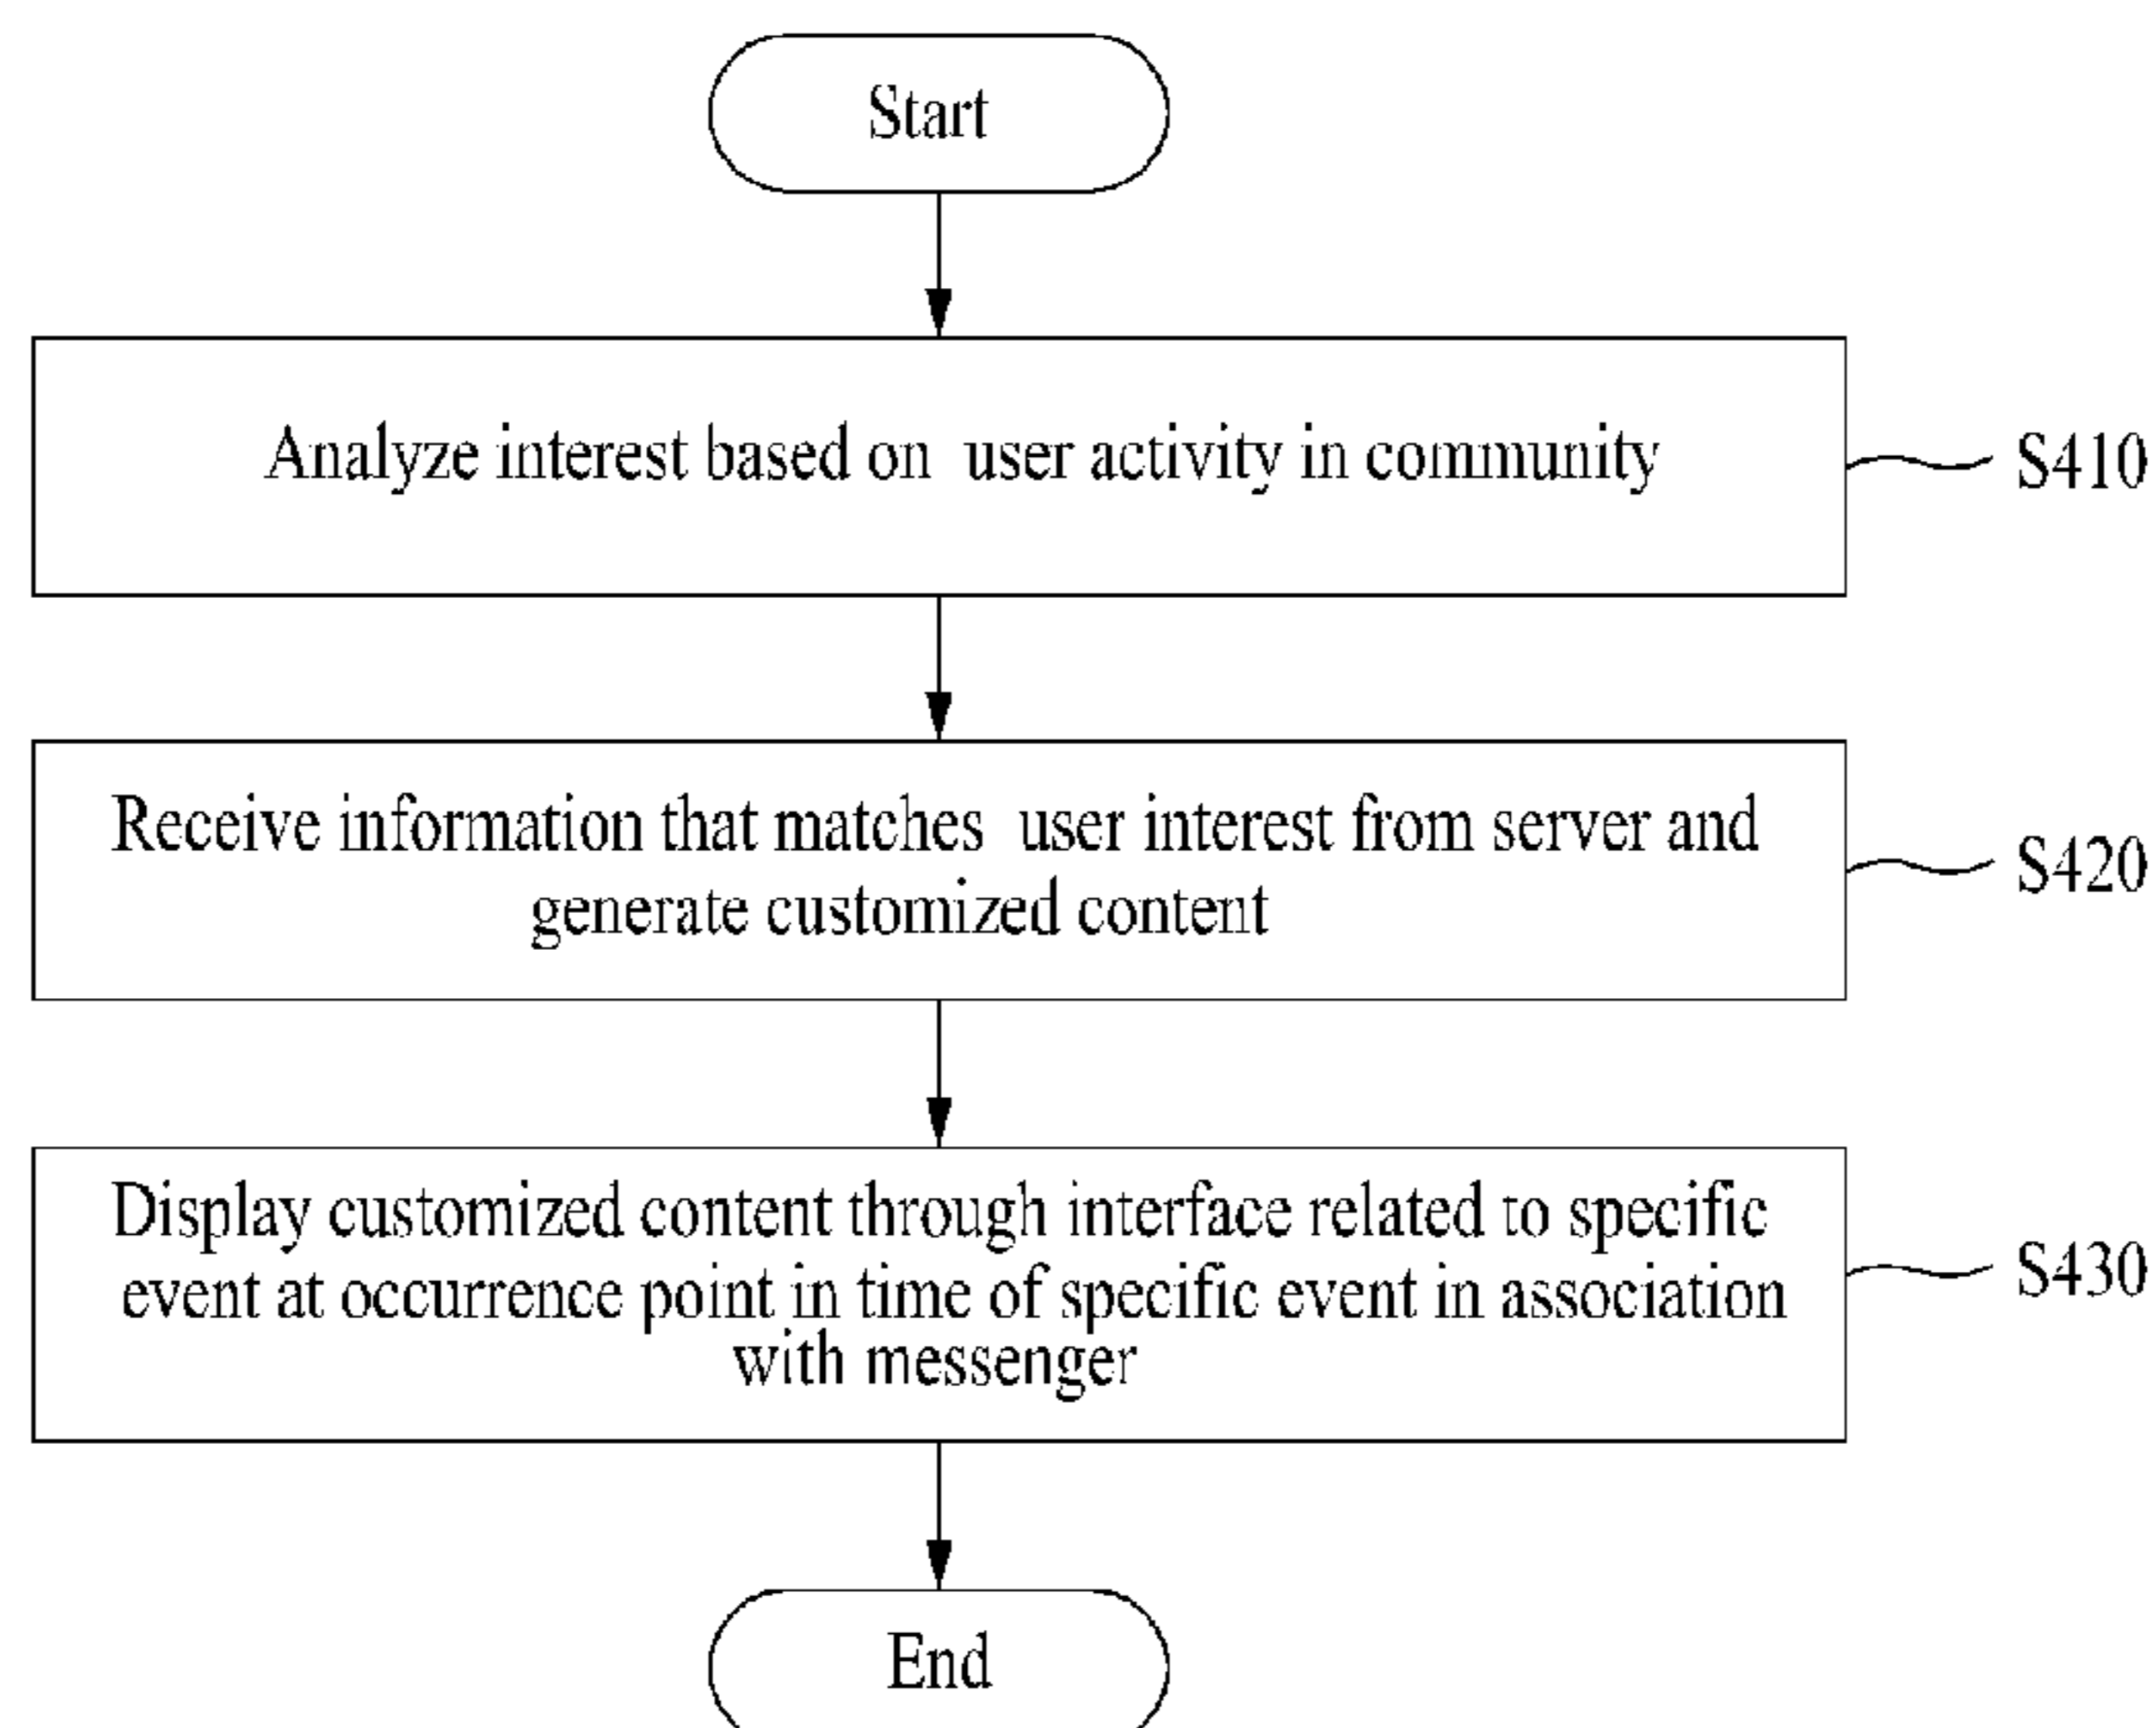 Start
Analyze interest based on user activity in community
S410
Receive information that matches user interest from server and
generate customized content
S420
Display customized content through interface related to specific
event at occurrence point in time of specific event in association
with messenger
S430
End